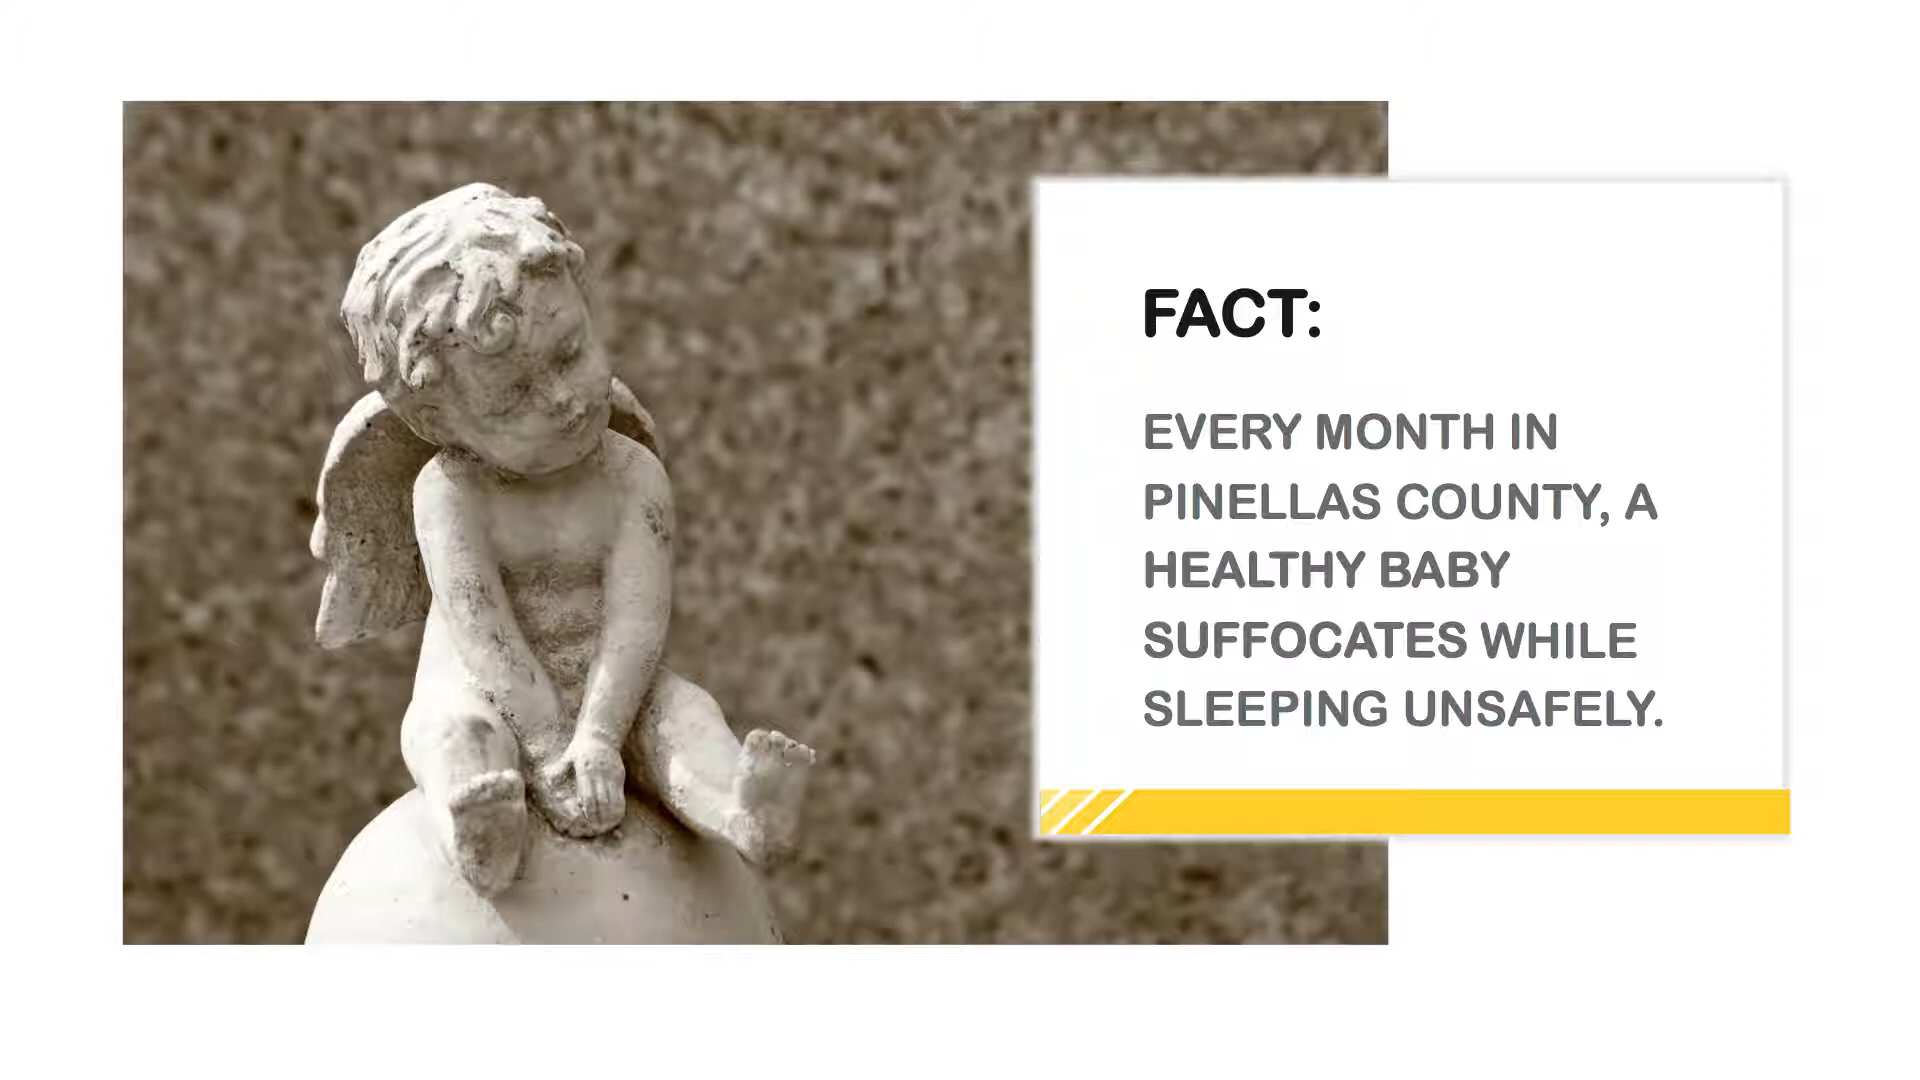 FACT:
EVERY MONTH IN
PINELLAS COUNTY, A
HEALTHY BABY
SUFFOCATES WHILE
SLEEPING UNSAFELY.